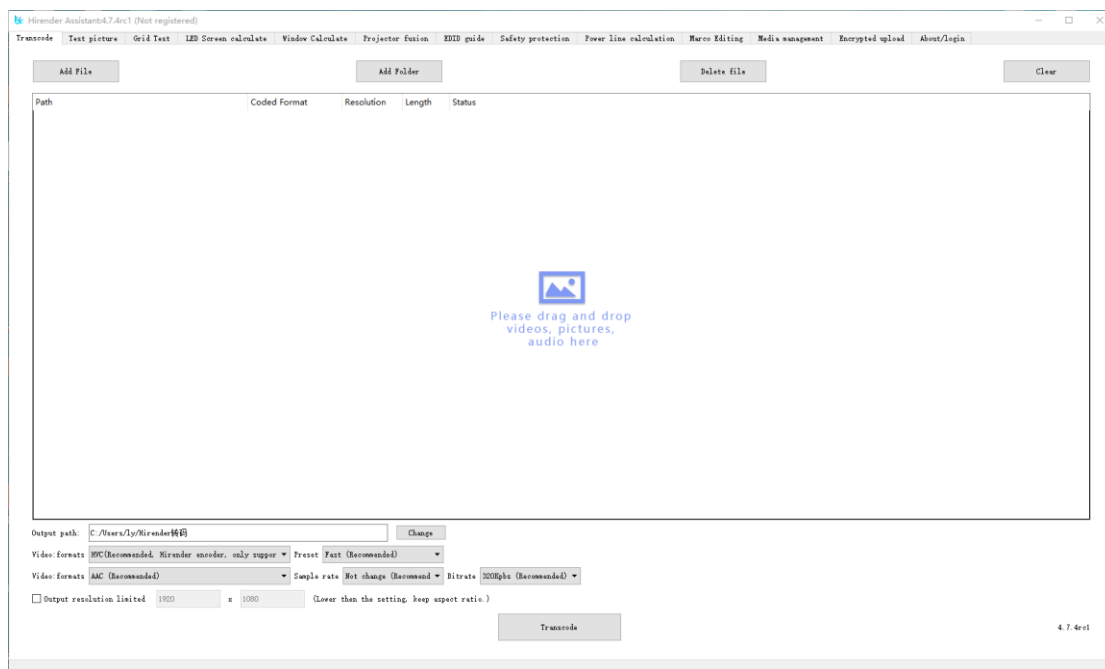 Hirender Assistant:4.7.4rc1 (Not registered)
Transcode Test picture Grid Test LED Screen calculate Window Calculate Projector fusion EDID guide Safety protection Power line calculation Marco Editing Media management Encrypted upload About/login
Add File Add Folder Delete file Clear
Path Coded Format Resolution Length Status
Please drag and drop
videos, pictures,
audio here
Output path: C:/Users/ly/Hirender转码 Change
Video:formats HVC(Recommended, Hirender encoder, only suppor Preset Fast (Recommended)
Video:formats AAC (Recommended) Sample rate Not change (Recommend Bitrate 320Kpbs (Recommended)
Output resolution limited 1920 x 1080 (Lower then the setting, keep aspect ratio.)
Transcode 4.7.4rc1